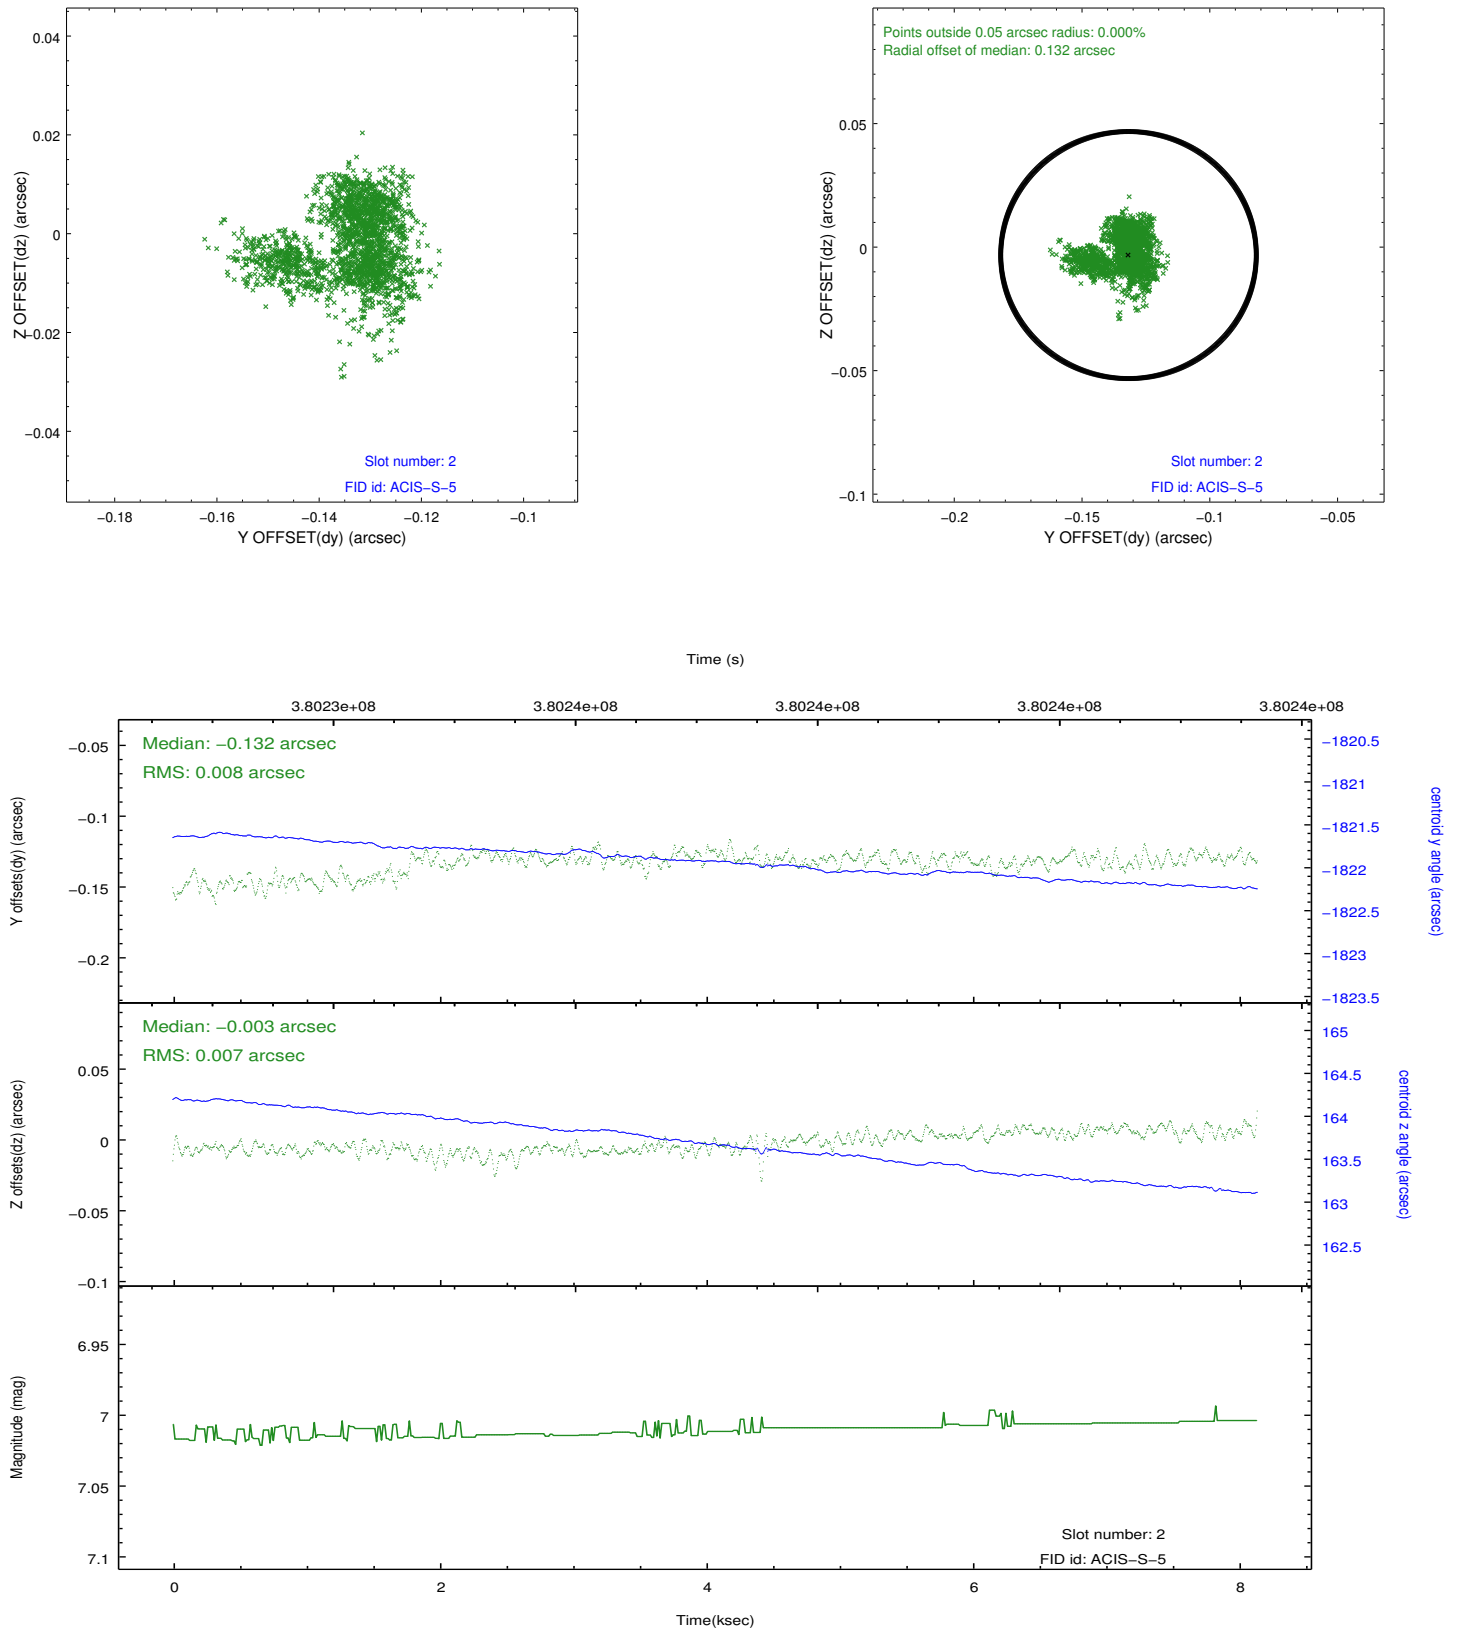 0.04
0.02
0
−0.02
−0.04
Z OFFSET(dz) (arcsec)
Slot number: 2
FID id: ACIS−S−5
−0.18 −0.16 −0.14 −0.12 −0.1
Y OFFSET(dy) (arcsec)
Points outside 0.05 arcsec radius: 0.000%
Radial offset of median: 0.132 arcsec
0.05
0
−0.05
−0.1
Z OFFSET(dz) (arcsec)
Slot number: 2
FID id: ACIS−S−5
−0.2 −0.15 −0.1 −0.05
Y OFFSET(dy) (arcsec)
Time (s)
3.8023e+08 3.8024e+08 3.8024e+08 3.8024e+08 3.8024e+08
Median: −0.132 arcsec
RMS: 0.008 arcsec
−0.05
−0.1
−0.15
−0.2
Y offsets(dy) (arcsec)
−1820.5
−1821
−1821.5
−1822
−1822.5
−1823
−1823.5
centroid y angle (arcsec)
Median: −0.003 arcsec
RMS: 0.007 arcsec
0.05
0
−0.05
−0.1
Z offsets(dz) (arcsec)
165
164.5
164
163.5
163
162.5
centroid z angle (arcsec)
6.95
7
7.05
7.1
Magnitude (mag)
Slot number: 2
FID id: ACIS−S−5
0 2 4 6 8
Time(ksec)